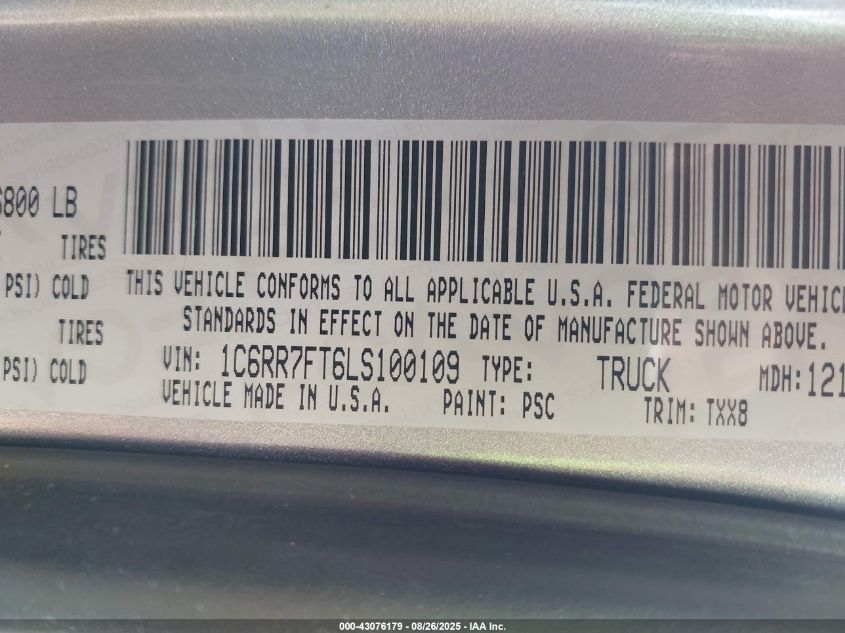 6800 LB
TIRES
PSI) COLD
TIRES
PSI) COLD
THIS VEHICLE CONFORMS TO ALL APPLICABLE U.S.A. FEDERAL MOTOR VEHICL
STANDARDS IN EFFECT ON THE DATE OF MANUFACTURE SHOWN ABOVE.
VIN: 1C6RR7FT6LS100109 TYPE: TRUCK MDH:121
VEHICLE MADE IN U.S.A. PAINT: PSC TRIM: TXX8
000-43076179 - 08/26/2025 - IAA Inc.